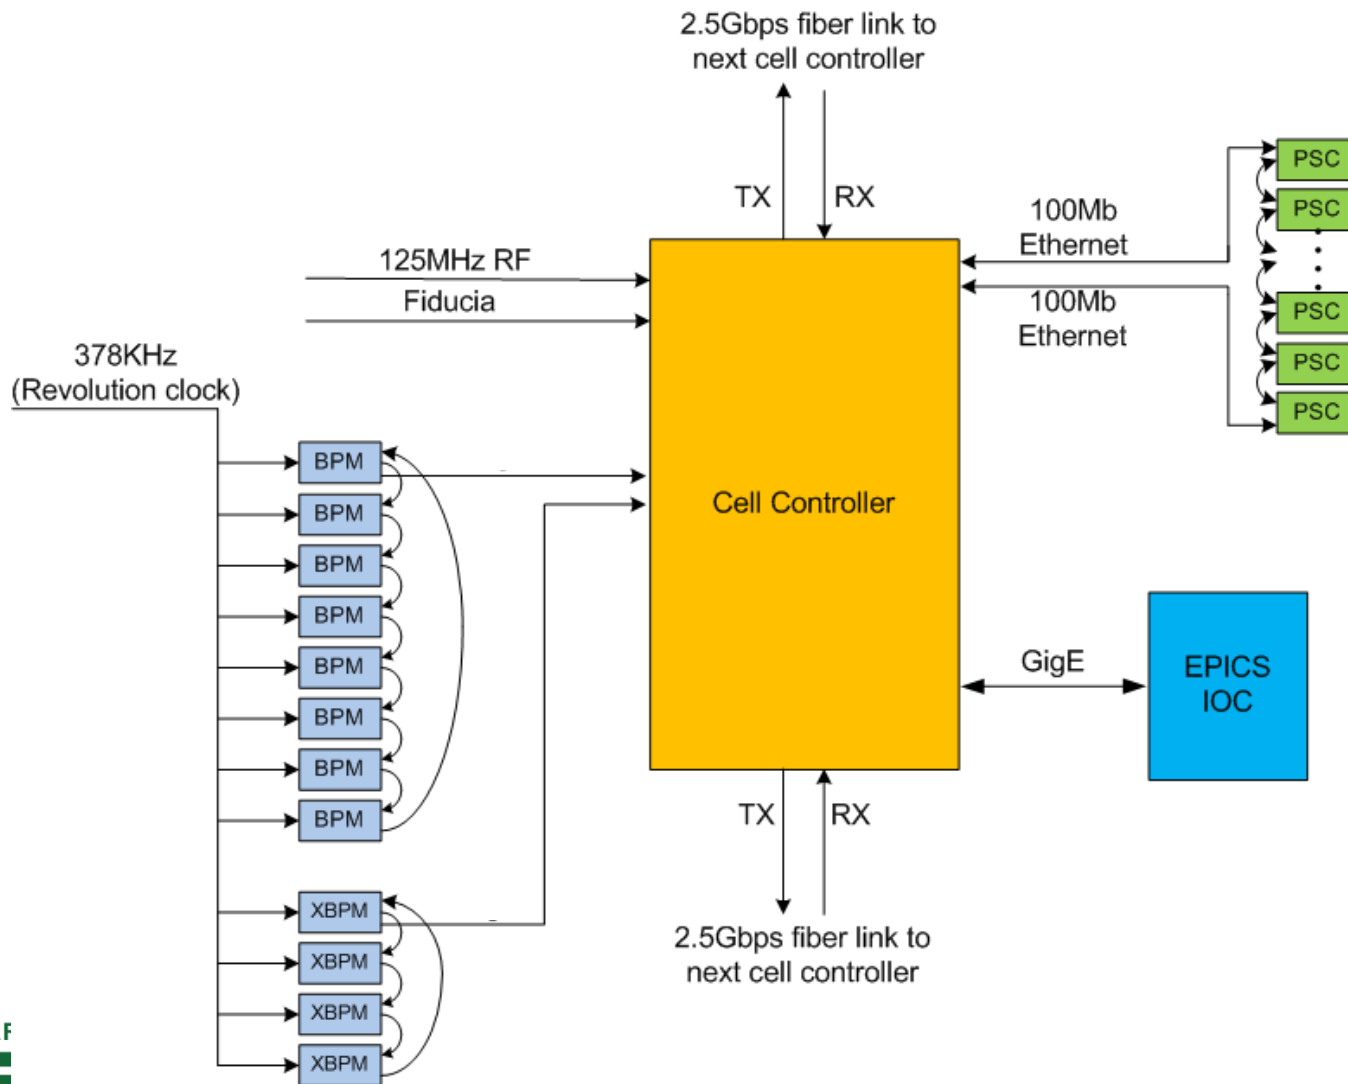 2.5Gbps fiber link to
next cell controller
TX
RX
125MHz RF
Fiducia
100Mb
Ethernet
100Mb
Ethernet
PSC
PSC
PSC
PSC
PSC
378KHz
(Revolution clock)
BPM
BPM
BPM
BPM
BPM
BPM
BPM
BPM
Cell Controller
GigE
EPICS
IOC
TX
RX
XBPM
XBPM
XBPM
XBPM
2.5Gbps fiber link to
next cell controller